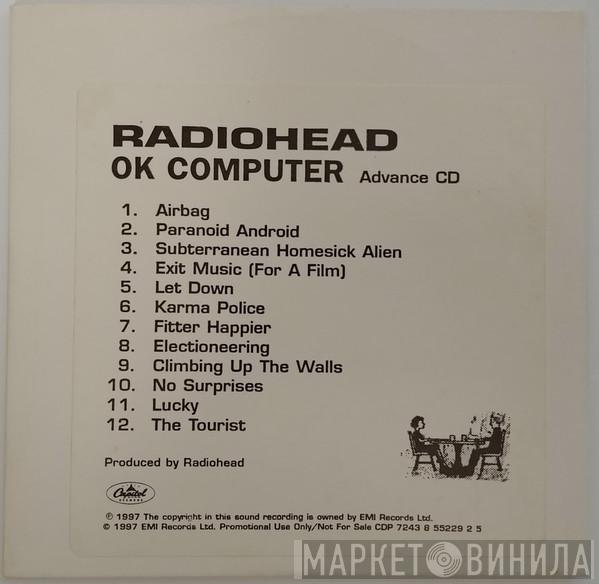 RADIOHEAD
OK COMPUTER Advance CD
1. Airbag
2. Paranoid Android
3. Subterranean Homesick Alien
4. Exit Music (For A Film)
5. Let Down
6. Karma Police
7. Fitter Happier
8. Electioneering
9. Climbing Up The Walls
10. No Surprises
11. Lucky
12. The Tourist
Produced by Radiohead
Capitol
RECORDS
℗ 1997 The copyright in this sound recording is owned by EMI Records Ltd.
© 1997 EMI Records Ltd. Promotional Use Only/Not For Sale CDP 7243 8 55229 2 5
МАРКЕТ ВИНИЛА